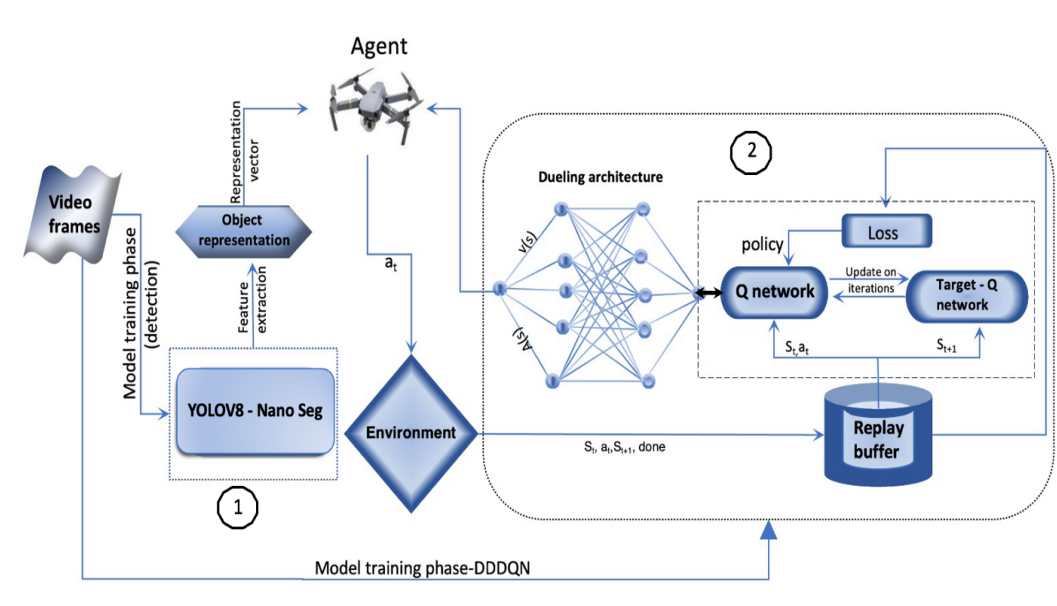 Agent
Representation
vector
2
Dueling architecture
Video
frames
Object
representation
v(s)
policy
Loss
Model training phase
(detection)
Feature
extraction
a_t
Q network
Update on
iterations
Target - Q
network
A(s)
S_t,a_t
S_t+1
YOLOV8 - Nano Seg
Environment
S_t, a_t,S_t+1, done
Replay
buffer
1
Model training phase-DDDQN